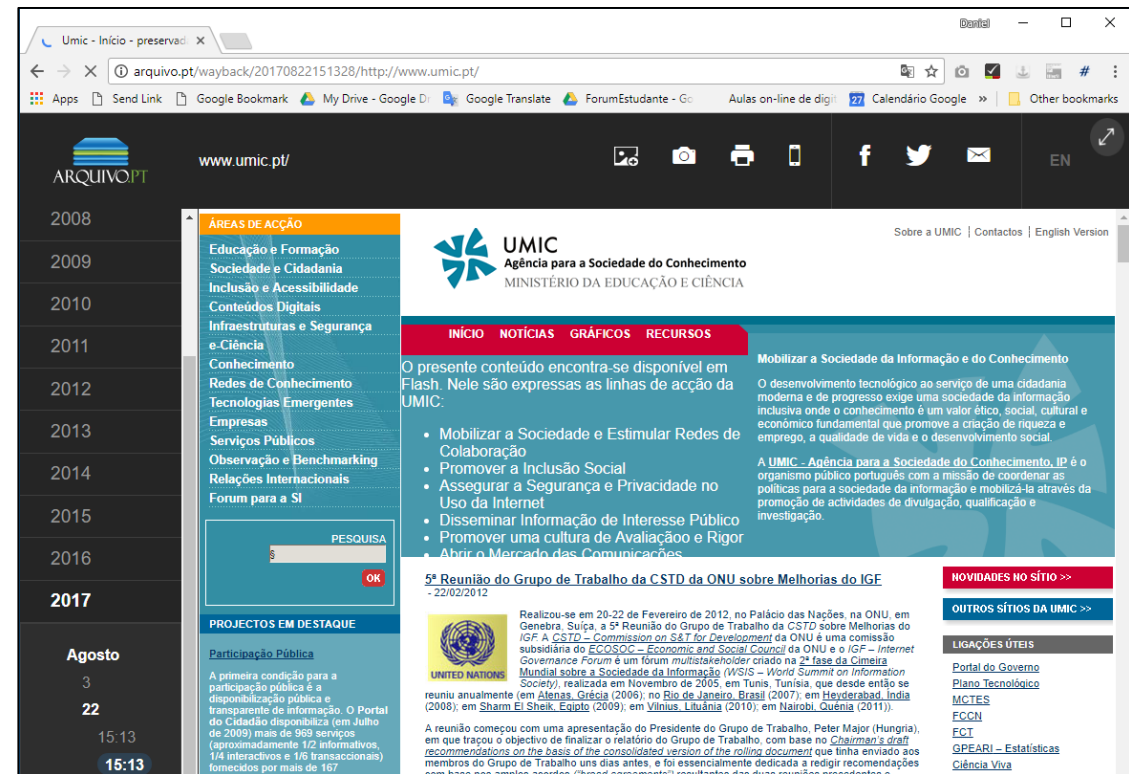 Daniel
Umic - Início - preservad
arquivo.pt/wayback/20170822151328/http://www.umic.pt/
Apps Send Link Google Bookmark My Drive - Google Dr Google Translate ForumEstudante - Go Aulas on-line de digit 27 Calendário Google » Other bookmarks
ARQUIVO.PT
www.umic.pt/
EN
2008
2009
2010
2011
2012
2013
2014
2015
2016
2017
Agosto
3
22
15:13
15:13
ÁREAS DE ACÇÃO
Educação e Formação
Sociedade e Cidadania
Inclusão e Acessibilidade
Conteúdos Digitais
Infraestruturas e Segurança
e-Ciência
Conhecimento
Redes de Conhecimento
Tecnologias Emergentes
Empresas
Serviços Públicos
Observação e Benchmarking
Relações Internacionais
Forum para a SI
PESQUISA
§
OK
PROJECTOS EM DESTAQUE
Participação Pública
A primeira condição para a
participação pública é a
disponibilização pública e
transparente de informação. O Portal
do Cidadão disponibiliza (em Julho
de 2009) mais de 969 serviços
(aproximadamente 1/2 informativos,
1/4 interactivos e 1/6 transaccionais)
fornecidos por mais de 167
UMIC
Agência para a Sociedade do Conhecimento
MINISTÉRIO DA EDUCAÇÃO E CIÊNCIA
Sobre a UMIC | Contactos | English Version
INÍCIO NOTÍCIAS GRÁFICOS RECURSOS
O presente conteúdo encontra-se disponível em
Flash. Nele são expressas as linhas de acção da
UMIC:
• Mobilizar a Sociedade e Estimular Redes de
Colaboração
• Promover a Inclusão Social
• Assegurar a Segurança e Privacidade no
Uso da Internet
• Disseminar Informação de Interesse Público
• Promover uma cultura de Avaliaçãoo e Rigor
• Abrir o Mercado das Comunicações
Mobilizar a Sociedade da Informação e do Conhecimento
O desenvolvimento tecnológico ao serviço de uma cidadania
moderna e de progresso exige uma sociedade da informação
inclusiva onde o conhecimento é um valor ético, social, cultural e
económico fundamental que promove a criação de riqueza e
emprego, a qualidade de vida e o desenvolvimento social.
A UMIC - Agência para a Sociedade do Conhecimento, IP é o
organismo público português com a missão de coordenar as
políticas para a sociedade da informação e mobilizá-la através da
promoção de actividades de divulgação, qualificação e
investigação.
5ª Reunião do Grupo de Trabalho da CSTD da ONU sobre Melhorias do IGF
- 22/02/2012
UNITED NATIONS
Realizou-se em 20-22 de Fevereiro de 2012, no Palácio das Nações, na ONU, em
Genebra, Suíça, a 5ª Reunião do Grupo de Trabalho da CSTD sobre Melhorias do
IGF. A CSTD – Commission on S&T for Development da ONU é uma comissão
subsidiária do ECOSOC – Economic and Social Council da ONU e o IGF – Internet
Governance Forum é um fórum multistakeholder criado na 2ª fase da Cimeira
Mundial sobre a Sociedade da Informação (WSIS – World Summit on Information
Society), realizada em Novembro de 2005, em Tunis, Tunísia, que desde então se
reuniu anualmente (em Atenas, Grécia (2006); no Rio de Janeiro, Brasil (2007); em Heyderabad, Índia
(2008); em Sharm El Sheik, Egipto (2009); em Vilnius, Lituânia (2010); em Nairobi, Quénia (2011)).
A reunião começou com uma apresentação do Presidente do Grupo de Trabalho, Peter Major (Hungria),
em que traçou o objectivo de finalizar o relatório do Grupo de Trabalho, com base no Chairman's draft
recommendations on the basis of the consolidated version of the rolling document que tinha enviado aos
membros do Grupo de Trabalho uns dias antes, e foi essencialmente dedicada a redigir recomendações
com base nos amplos acordos ("broad agreements") resultantes das duas reuniões precedentes e
NOVIDADES NO SÍTIO >>
OUTROS SÍTIOS DA UMIC >>
LIGAÇÕES ÚTEIS
Portal do Governo
Plano Tecnológico
MCTES
FCCN
FCT
GPEARI – Estatísticas
Ciência Viva